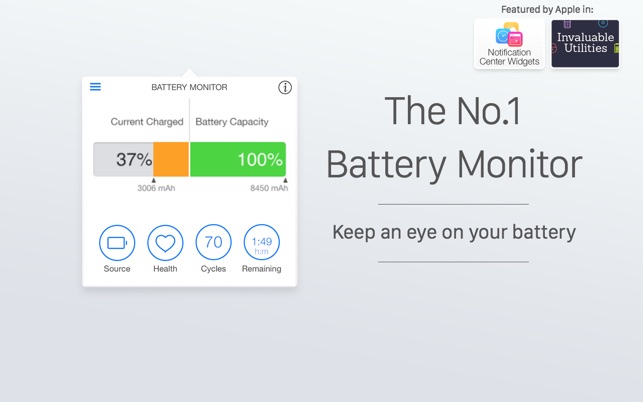 Featured by Apple in:
Notification
Center Widgets
Invaluable
Utilities
BATTERY MONITOR
i
Current Charged
Battery Capacity
37%
100%
3006 mAh
8450 mAh
70
1:49
h:m
Source
Health
Cycles
Remaining
The No.1
Battery Monitor
Keep an eye on your battery